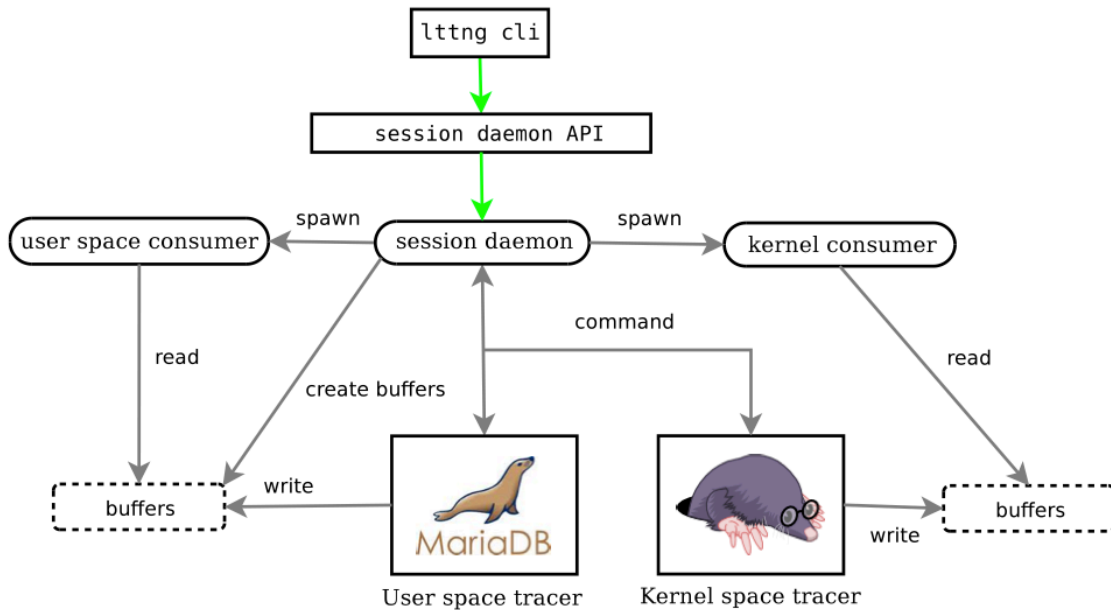 lttng cli
session daemon API
spawn
spawn
user space consumer
session daemon
kernel consumer
command
read
read
create buffers
write
buffers
MariaDB
write
buffers
User space tracer
Kernel space tracer